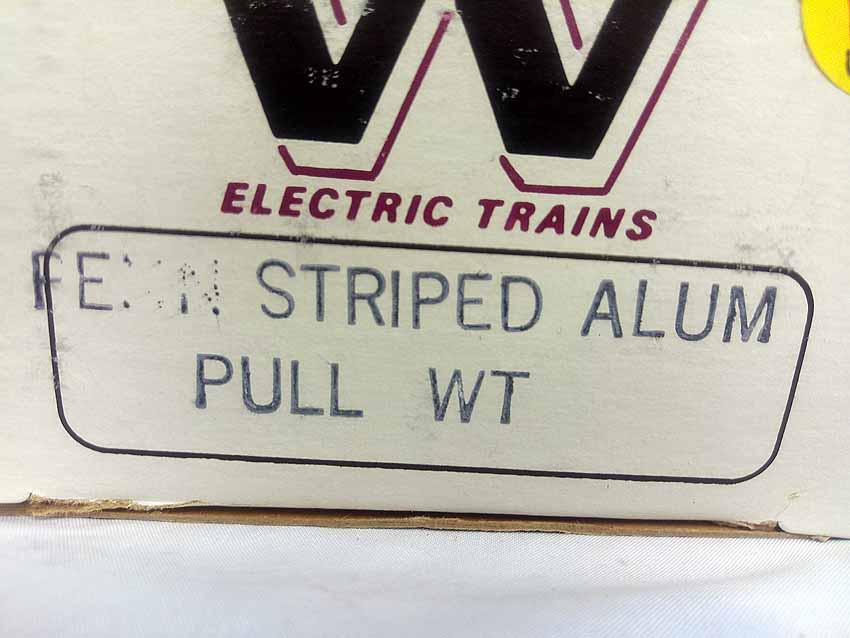 W W
ELECTRIC TRAINS
STRIPED ALUM
PULL WT